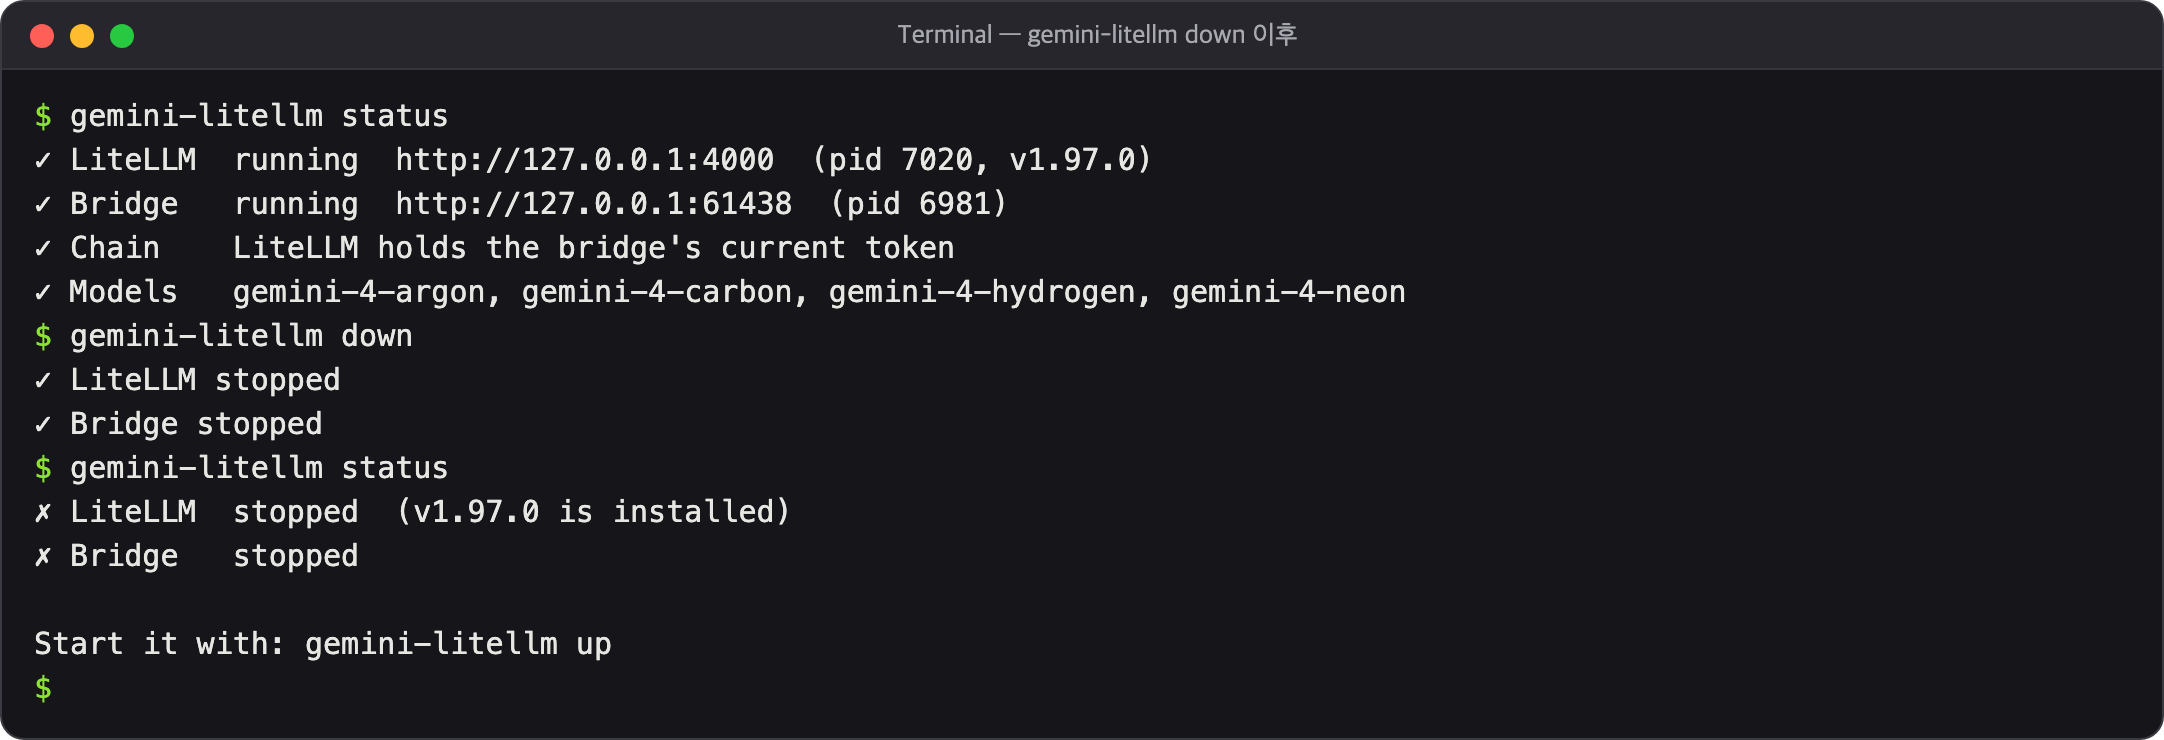 Terminal — gemini-litellm down 이후
$ gemini-litellm status
✓ LiteLLM  running  http://127.0.0.1:4000  (pid 7020, v1.97.0)
✓ Bridge   running  http://127.0.0.1:61438  (pid 6981)
✓ Chain    LiteLLM holds the bridge's current token
✓ Models   gemini-4-argon, gemini-4-carbon, gemini-4-hydrogen, gemini-4-neon
$ gemini-litellm down
✓ LiteLLM stopped
✓ Bridge stopped
$ gemini-litellm status
✗ LiteLLM  stopped  (v1.97.0 is installed)
✗ Bridge   stopped
Start it with: gemini-litellm up
$